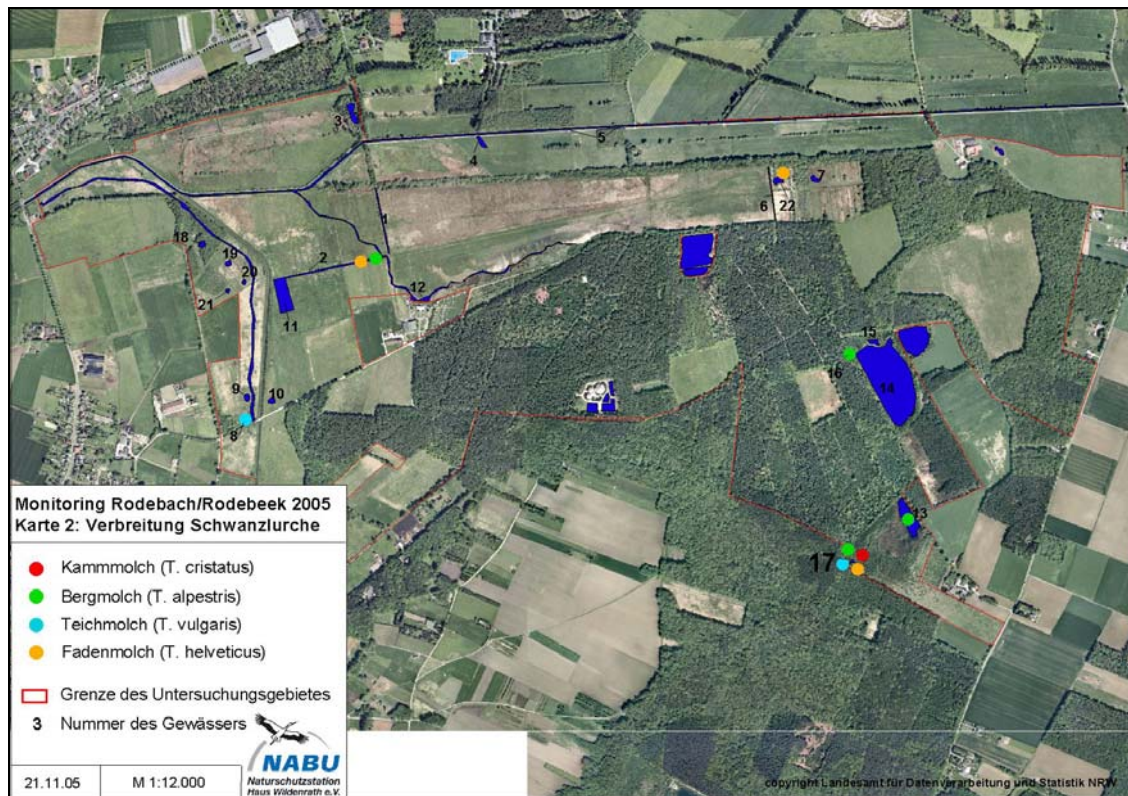 3
4
5
1
6
22
7
18
19
2
20
21
12
11
15
16
14
9
10
8
13
17
Monitoring Rodebach/Rodebeek 2005
Karte 2: Verbreitung Schwanzlurche
Kammmolch (T. cristatus)
Bergmolch (T. alpestris)
Teichmolch (T. vulgaris)
Fadenmolch (T. helveticus)
Grenze des Untersuchungsgebietes
3 Nummer des Gewässers
NABU
Naturschutzstation
Haus Wildenrath e.V.
21.11.05 M 1:12.000
copyright Landesamt für Datenverarbeitung und Statistik NRW